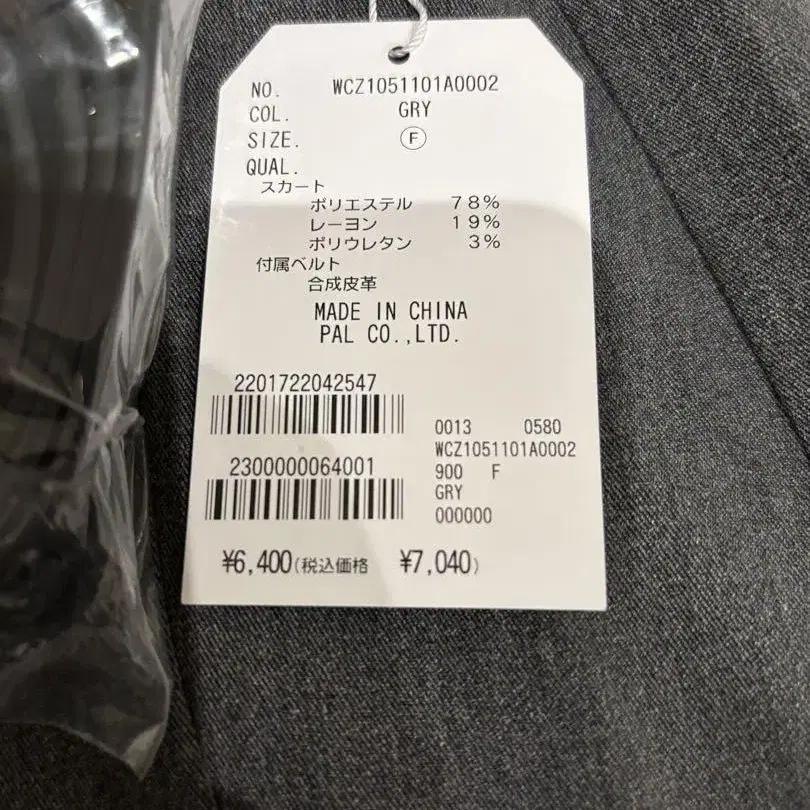 NO. WCZ1051101A0002
COL. GRY
SIZE. Ⓕ
QUAL.
スカート
ポリエステル 78%
レーヨン 19%
ポリウレタン 3%
付属ベルト
合成皮革
MADE IN CHINA
PAL CO.,LTD.
2201722042547
2300000064001
0013 0580
WCZ1051101A0002
900 F
GRY
000000
¥6,400(税込価格 ¥7,040)